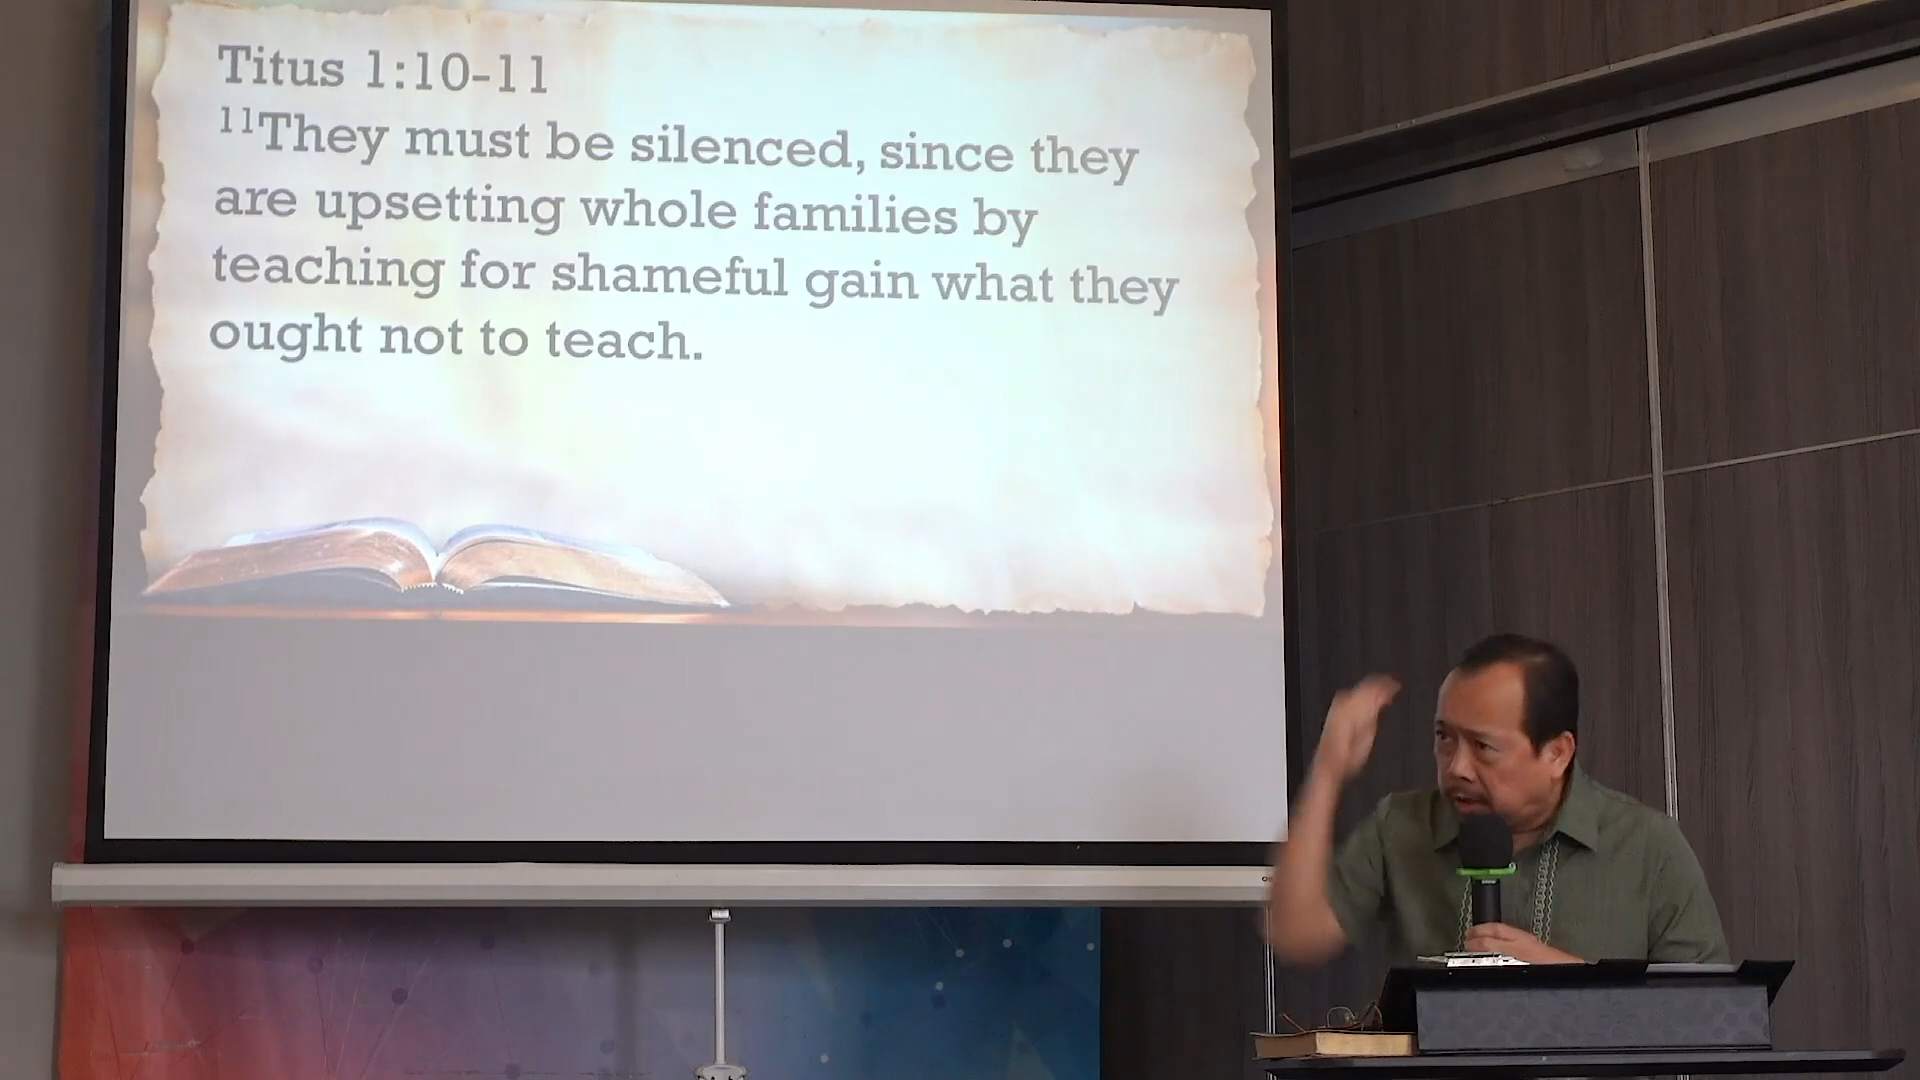 Titus 1:10-11
¹¹They must be silenced, since they
are upsetting whole families by
teaching for shameful gain what they
ought not to teach.